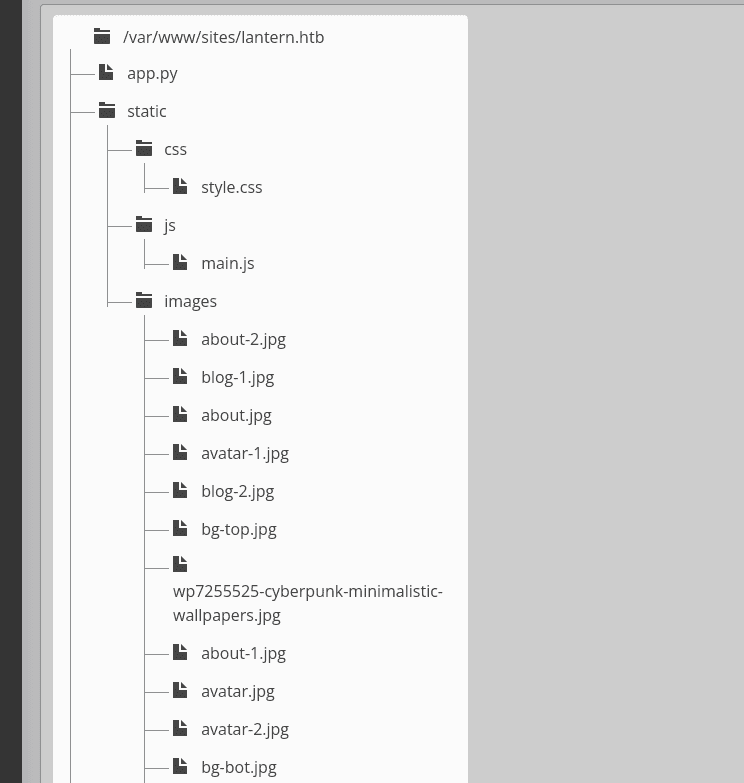 /var/www/sites/lantern.htb
app.py
static
css
style.css
js
main.js
images
about-2.jpg
blog-1.jpg
about.jpg
avatar-1.jpg
blog-2.jpg
bg-top.jpg
wp7255525-cyberpunk-minimalistic-
wallpapers.jpg
about-1.jpg
avatar.jpg
avatar-2.jpg
bg-bot.jpg